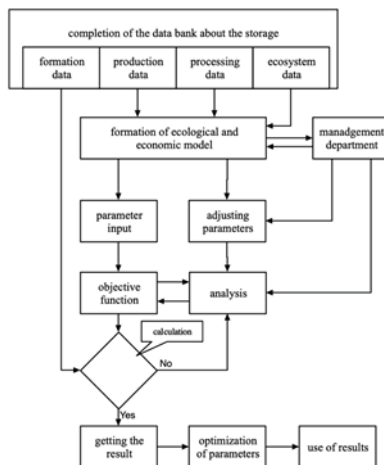 completion of the data bank about the storage
formation
data
production
data
processing
data
ecosystem
data
formation of ecological and
economic model
manadgement
department
parameter
input
adjusting
parameters
objective
function
analysis
calculation
No
Yes
getting the
result
optimization
of parameters
use of results